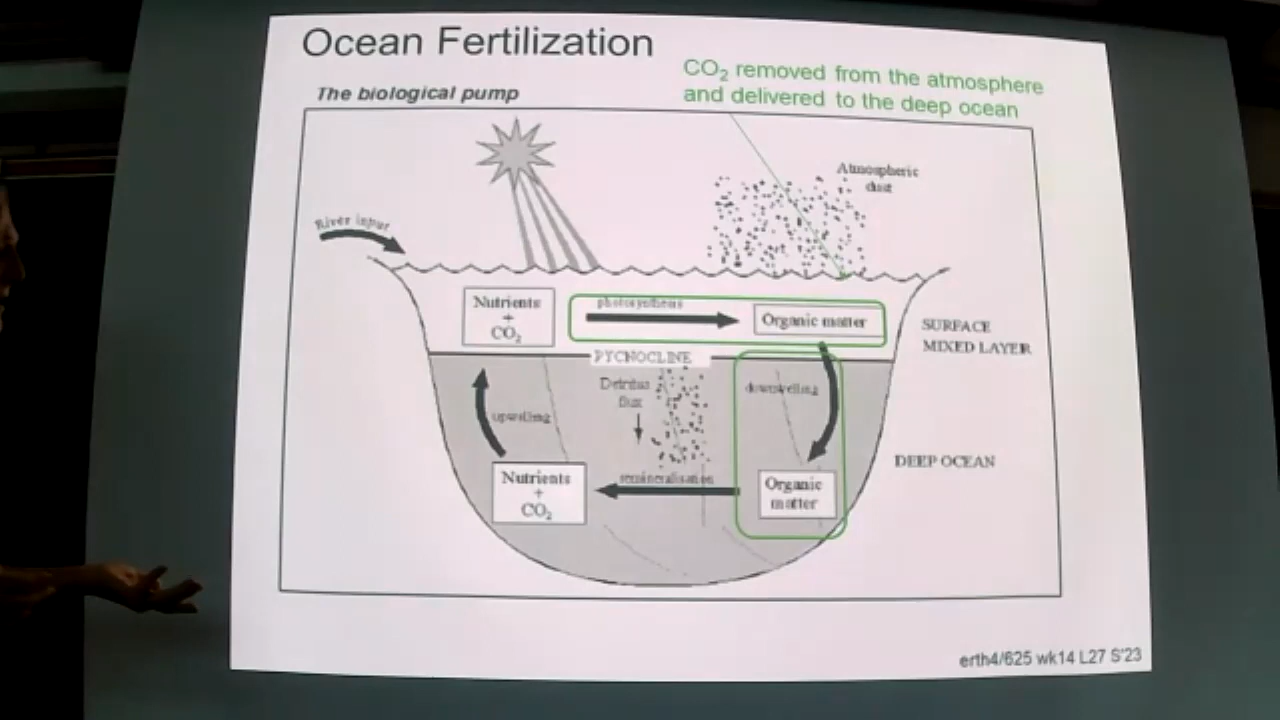 Ocean Fertilization
CO₂ removed from the atmosphere
and delivered to the deep ocean
The biological pump
Atmospheric
dust
River input
Nutrients
+
CO₂
photosynthesis
Organic matter
SURFACE
MIXED LAYER
PYCNOCLINE
Detritus
flux
downwelling
upwelling
DEEP OCEAN
Nutrients
+
CO₂
remineralisation
Organic
matter
erth4/625 wk14 L27 S'23